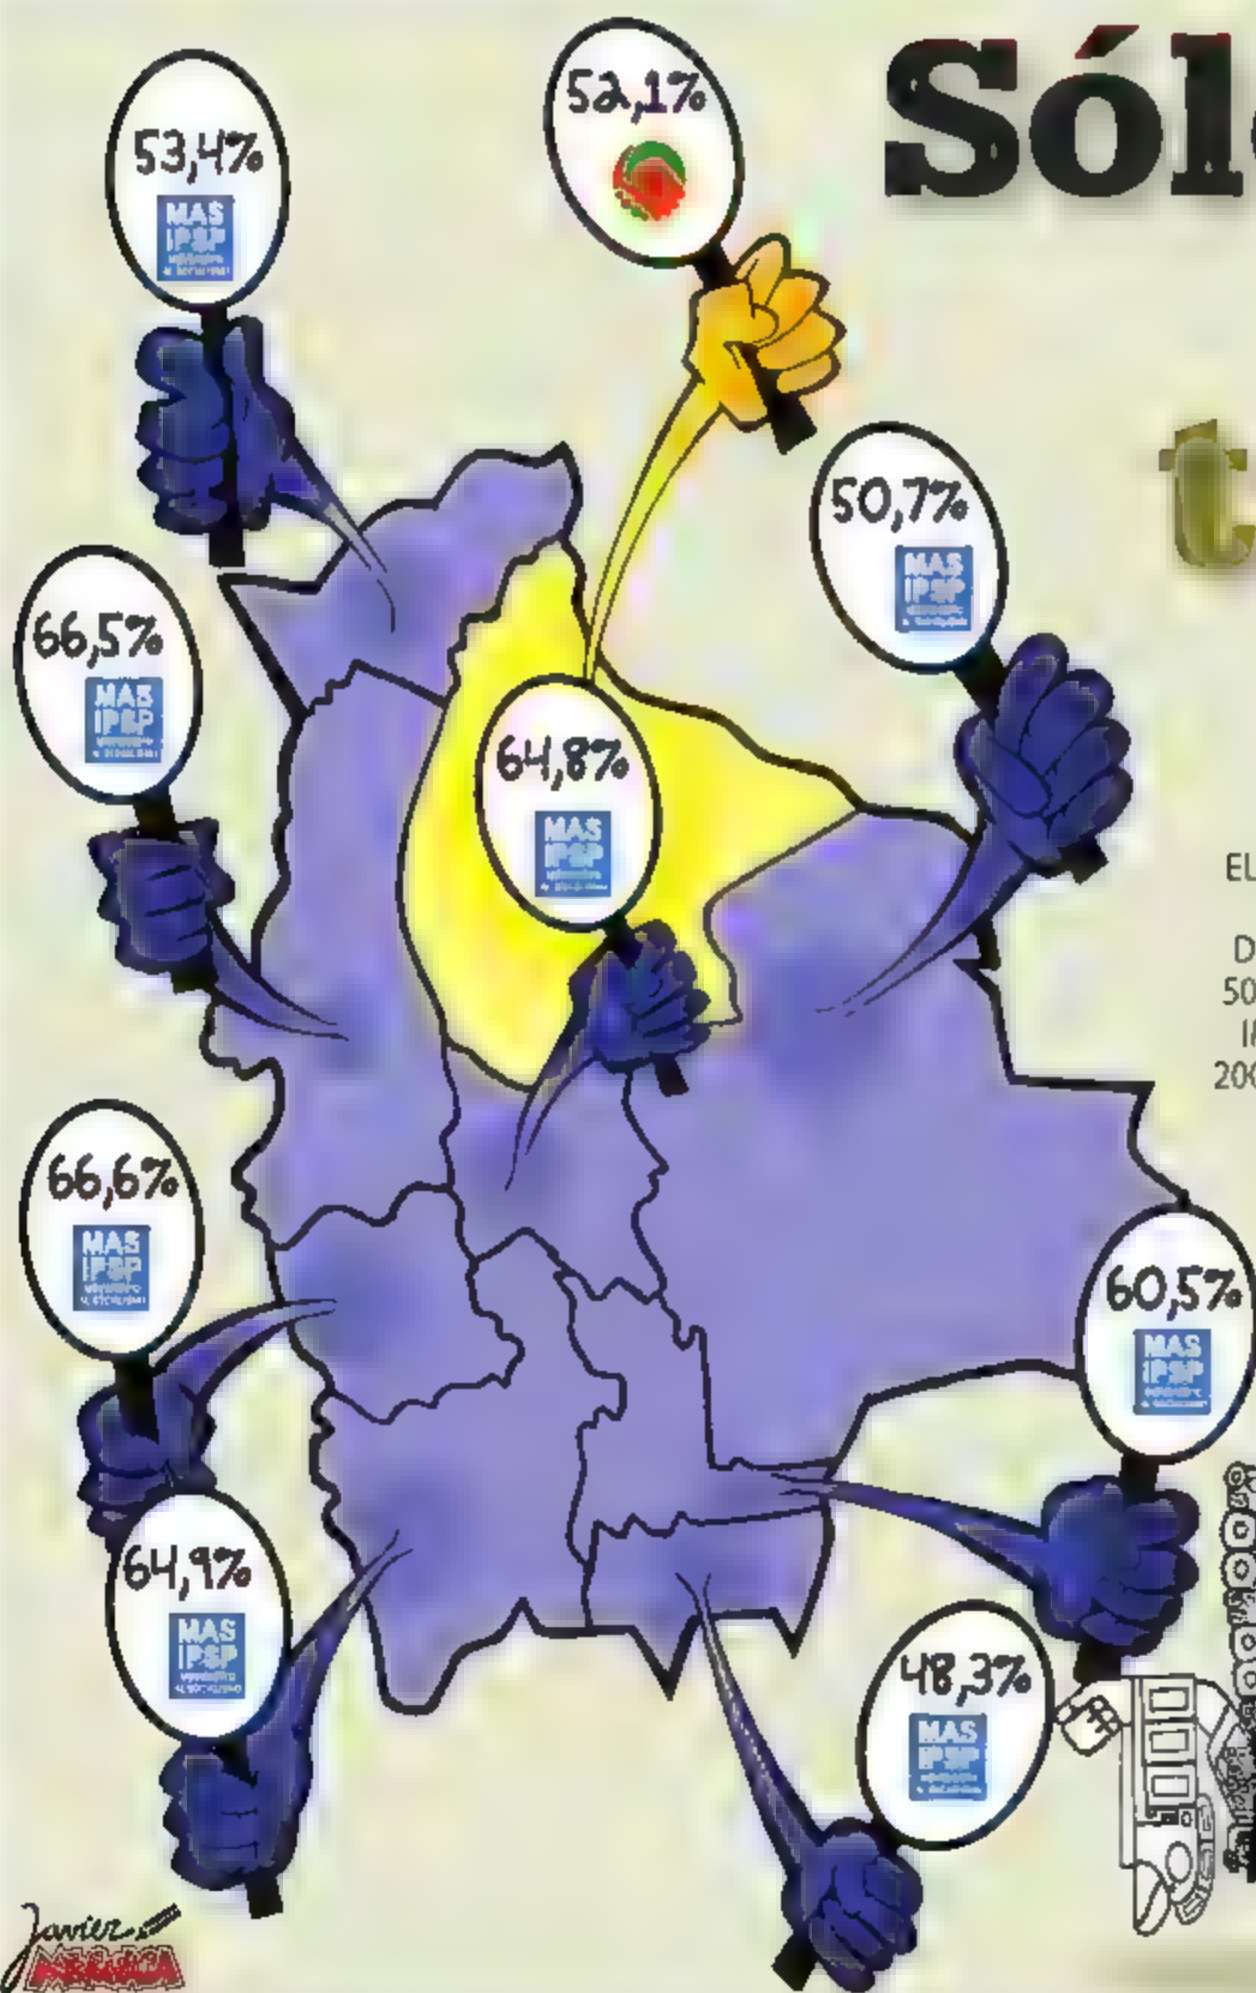 Sól
53,4%
MAS
IPSP
52,1%
t
50,7%
MAS
IPSP
66,5%
MAS
IPSP
64,8%
MAS
IPSP
EL
D
50
200
66,6%
MAS
IPSP
60,5%
MAS
IPSP
64,9%
MAS
IPSP
48,3%
MAS
IPSP
Javier